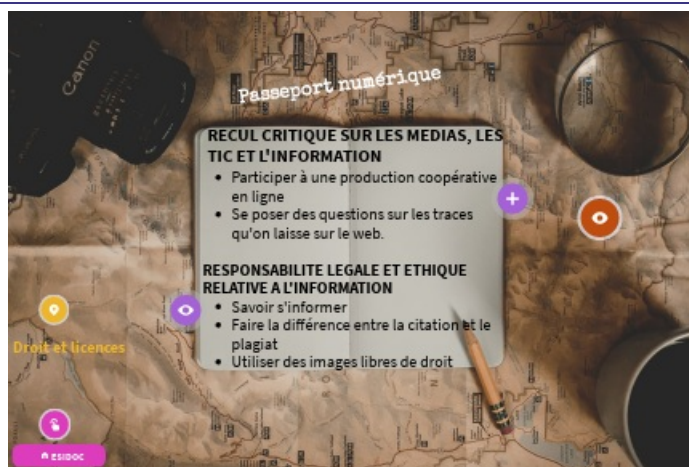 Canon
Passeport numérique
RECUL CRITIQUE SUR LES MEDIAS, LES
TIC ET L'INFORMATION
• Participer à une production coopérative
en ligne
• Se poser des questions sur les traces
qu'on laisse sur le web.
RESPONSABILITE LEGALE ET ETHIQUE
RELATIVE A L'INFORMATION
• Savoir s'informer
• Faire la différence entre la citation et le
plagiat
• Utiliser des images libres de droit
Droit et licences
ESIDOC